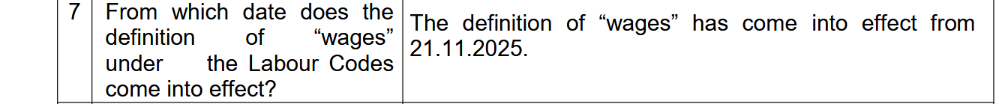 7 From which date does the
definition of “wages”
under the Labour Codes
come into effect?
The definition of “wages” has come into effect from
21.11.2025.